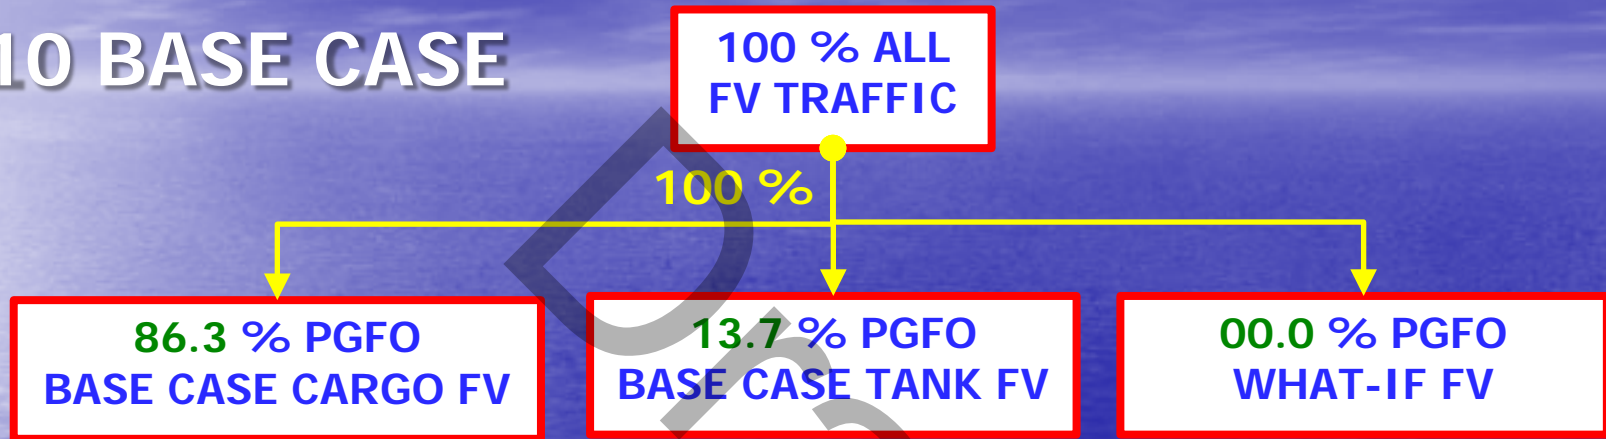 10 BASE CASE
100 % ALL
FV TRAFFIC
100 %
86.3 % PGFO
BASE CASE CARGO FV
13.7 % PGFO
BASE CASE TANK FV
00.0 % PGFO
WHAT-IF FV